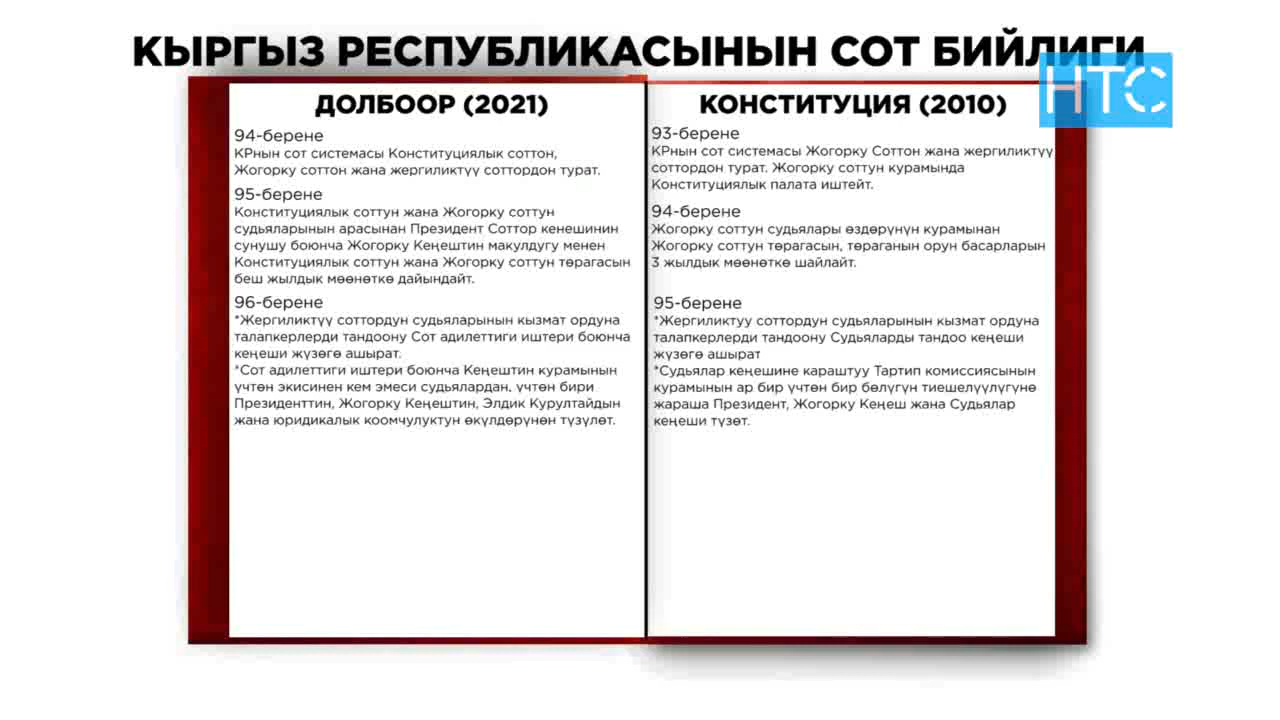 КЫРГЫЗ РЕСПУБЛИКАСЫНЫН СОТ БИЙЛИГИ
НТС
ДОЛБООР (2021)
94-берене
КРнын сот системасы Конституциялык соттон,
Жогорку соттон жана жергиликтүү соттордон турат.
95-берене
Конституциялык соттун жана Жогорку соттун
судьяларынын арасынан Президент Соттор кенешинин
сунушу боюнча Жогорку Кеңештин макулдугу менен
Конституциялык соттун жана Жогорку соттун төрагасын
беш жылдык мөөнөткө дайындайт.
96-берене
*Жергиликтүү соттордун судьяларынын кызмат ордуна
талапкерлерди тандоону Сот адилеттиги иштери боюнча
кеңеши жүзөгө ашырат.
*Сот адилеттиги иштери боюнча Кеңештин курамынын
үчтөн экисинен кем эмеси судьялардан, үчтөн бири
Президенттин, Жогорку Кеңештин, Элдик Курултайдын
жана юридикалык коомчулуктун өкүлдөрүнөн түзүлөт.
КОНСТИТУЦИЯ (2010)
93-берене
КРнын сот системасы Жогорку Соттон жана жергиликтүү
соттордон турат. Жогорку соттун курамында
Конституциялык палата иштейт.
94-берене
Жогорку соттун судьялары өздөрүнүн курамынан
Жогорку соттун төрагасын, төраганын орун басарларын
3 жылдык мөөнөткө шайлайт.
95-берене
*Жергиликтуу соттордун судьяларынын кызмат ордуна
талапкерлерди тандоону Судьяларды тандоо кеңеши
жүзөгө ашырат
*Судьялар кеңешине караштуу Тартип комиссиясынын
курамынын ар бир үчтөн бир бөлүгүн тиешелүүлүгүнө
жараша Президент, Жогорку Кеңеш жана Судьялар
кеңеши түзөт.